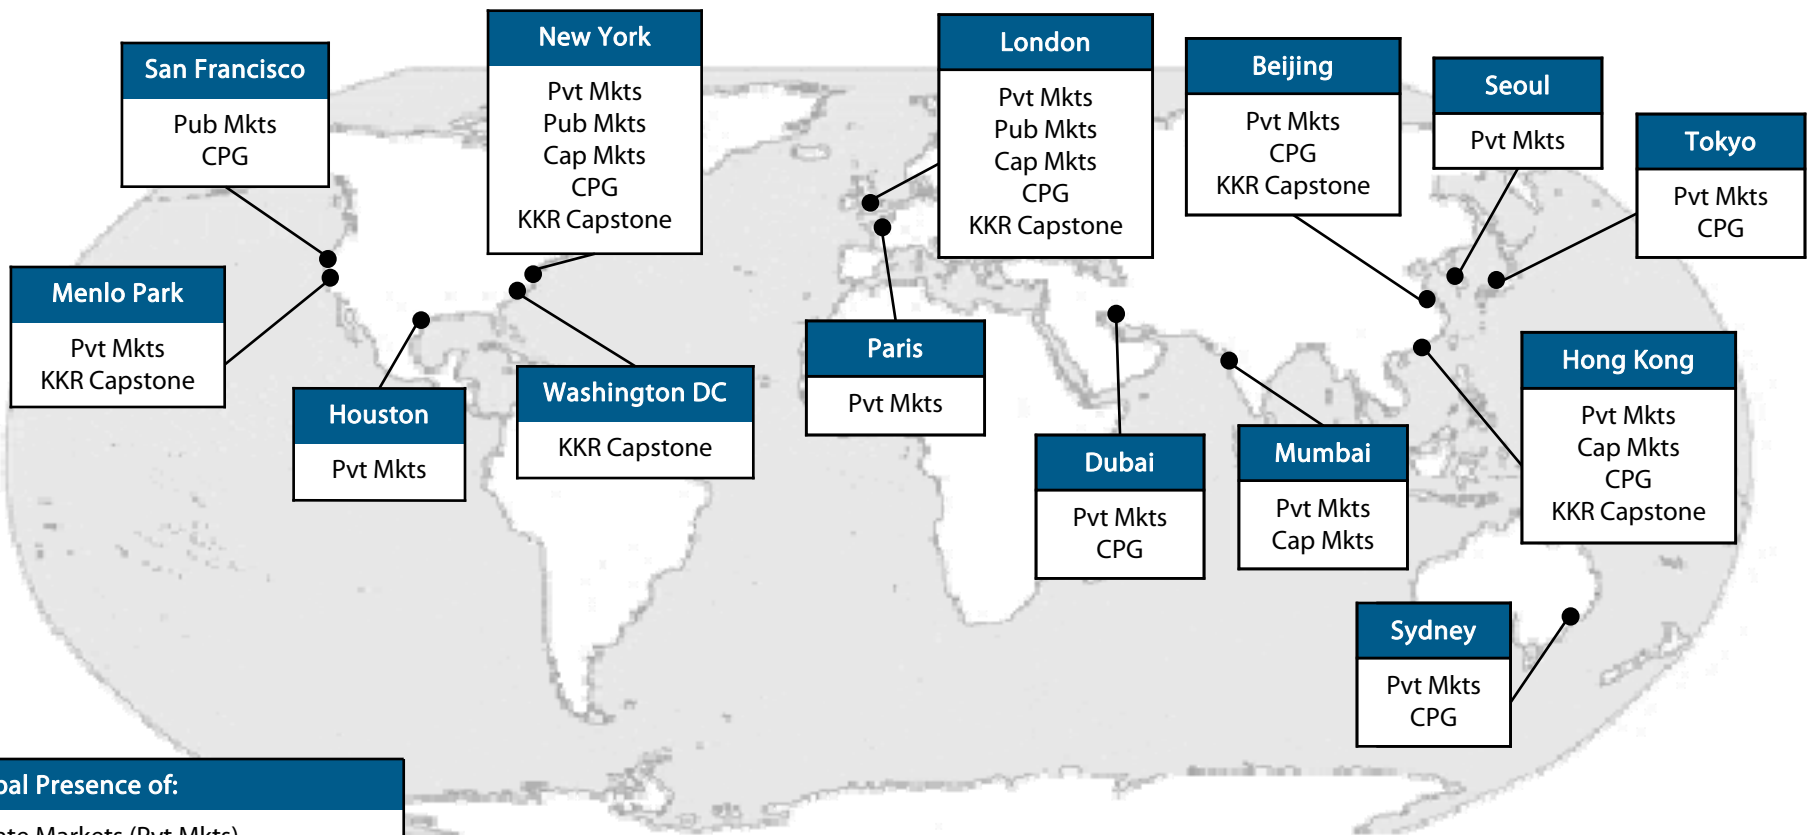 San Francisco
Pub Mkts
CPG
New York
Pvt Mkts
Pub Mkts
Cap Mkts
CPG
KKR Capstone
London
Pvt Mkts
Pub Mkts
Cap Mkts
CPG
KKR Capstone
Beijing
Pvt Mkts
CPG
KKR Capstone
Seoul
Pvt Mkts
Tokyo
Pvt Mkts
CPG
Menlo Park
Pvt Mkts
KKR Capstone
Houston
Pvt Mkts
Washington DC
KKR Capstone
Paris
Pvt Mkts
Dubai
Pvt Mkts
CPG
Mumbai
Pvt Mkts
Cap Mkts
Hong Kong
Pvt Mkts
Cap Mkts
CPG
KKR Capstone
Sydney
Pvt Mkts
CPG
Presence of:
Markets (Pvt Mkts)